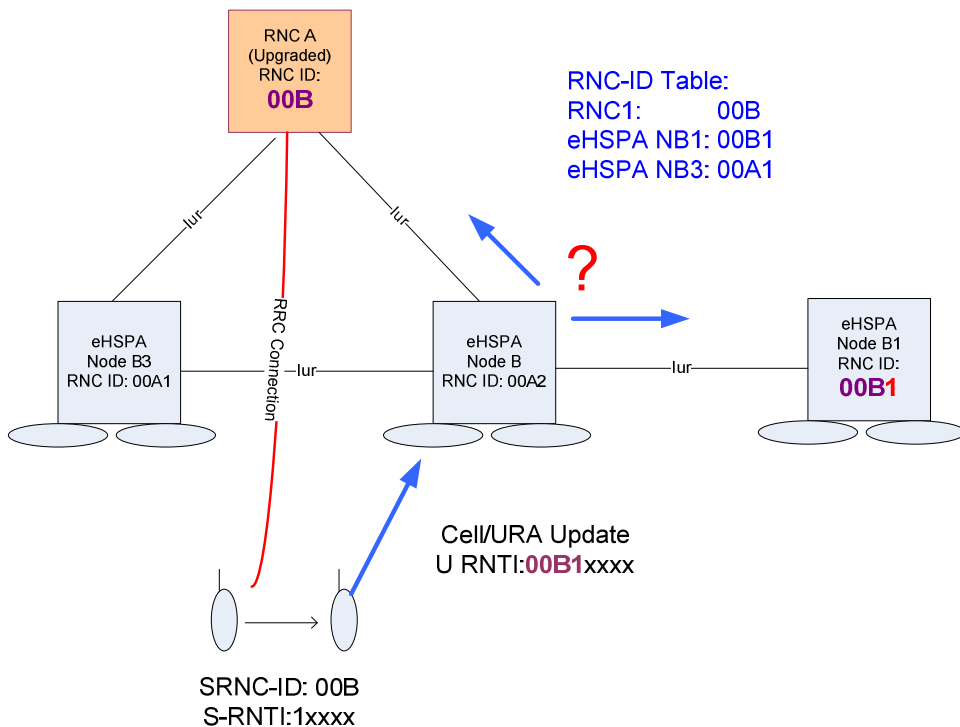 RNC A
(Upgraded)
RNC ID:
00B
RNC-ID Table:
RNC1: 00B
eHSPA NB1: 00B1
eHSPA NB3: 00A1
Iur
Iur
?
RRC Connection
eHSPA
Node B3
RNC ID: 00A1
Iur
eHSPA
Node B
RNC ID: 00A2
Iur
eHSPA
Node B1
RNC ID:
00B1
Cell/URA Update
U RNTI:00B1xxxx
SRNC-ID: 00B
S-RNTI:1xxxx